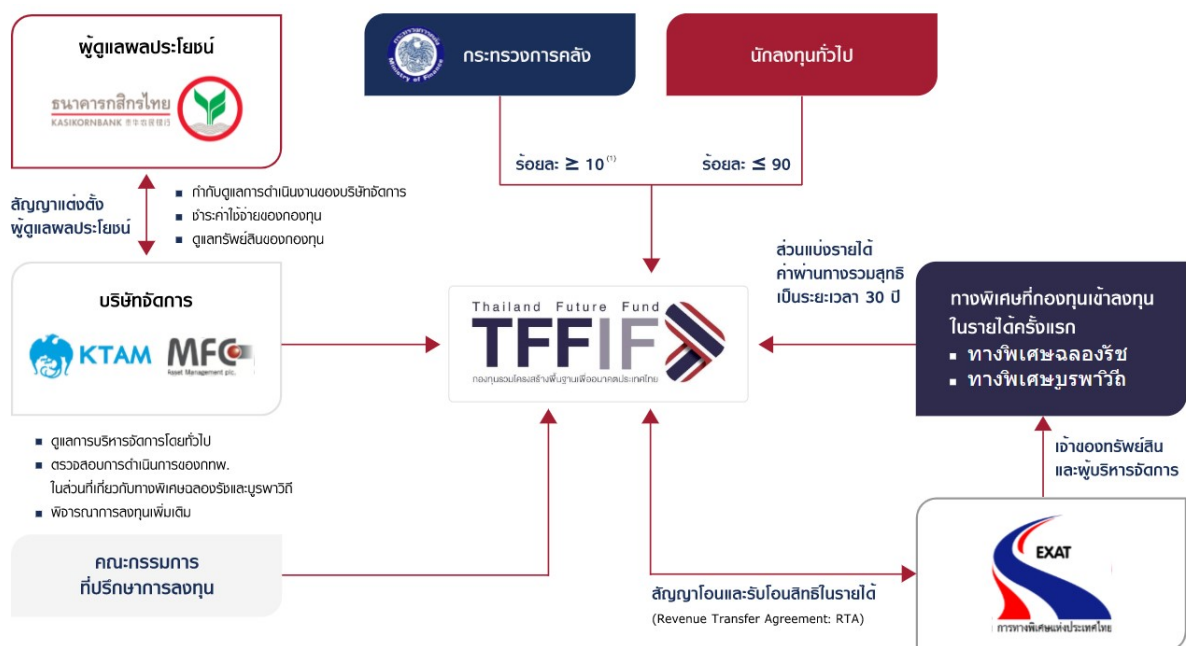 ผู้ดูแลผลประโยชน์
ธนาคารกสิกรไทย
KASIKORNBANK 开泰银行
กระทรวงการคลัง
Ministry of Finance
นักลงทุนทั่วไป
ร้อยละ ≥ 10 (1)
ร้อยละ ≤ 90
สัญญาแต่งตั้ง
ผู้ดูแลผลประโยชน์
■ กำกับดูแลการดำเนินงานของบริษัทจัดการ
■ ชำระค่าใช้จ่ายของกองทุน
■ ดูแลทรัพย์สินของกองทุน
บริษัทจัดการ
KTAM
MFC
Asset Management plc.
Thailand Future Fund
TFFIF
กองทุนรวมโครงสร้างพื้นฐานเพื่ออนาคตประเทศไทย
ส่วนแบ่งรายได้
ค่าผ่านทางรวมสุทธิ
เป็นระยะเวลา 30 ปี
ทางพิเศษที่กองทุนเข้าลงทุน
ในรายได้ครั้งแรก
▪ ทางพิเศษฉลองรัช
▪ ทางพิเศษบูรพาวิถี
■ ดูแลการบริหารจัดการโดยทั่วไป
■ ตรวจสอบการดำเนินการของกทพ.
ในส่วนที่เกี่ยวกับทางพิเศษฉลองรัชและบูรพาวิถี
■ พิจารณาการลงทุนเพิ่มเติม
เจ้าของทรัพย์สิน
และผู้บริหารจัดการ
คณะกรรมการ
ที่ปรึกษาการลงทุน
สัญญาโอนและรับโอนสิทธิในรายได้
(Revenue Transfer Agreement: RTA)
EXAT
การทางพิเศษแห่งประเทศไทย